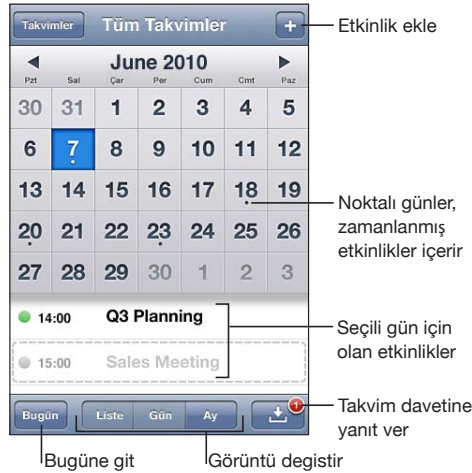 Takvimler Tüm Takvimler + Etkinlik ekle
June 2010
Pzt Sal Çar Per Cum Cmt Paz
30 31 1 2 3 4 5
6 7 8 9 10 11 12
13 14 15 16 17 18 19
Noktalı günler,
zamanlanmış
etkinlikler içerir
20 21 22 23 24 25 26
27 28 29 30 1 2 3
14:00 Q3 Planning
Seçili gün için
olan etkinlikler
15:00 Sales Meeting
Bugün Liste Gün Ay 1
Takvim davetine
yanıt ver
Bugüne git
Görüntü degistir